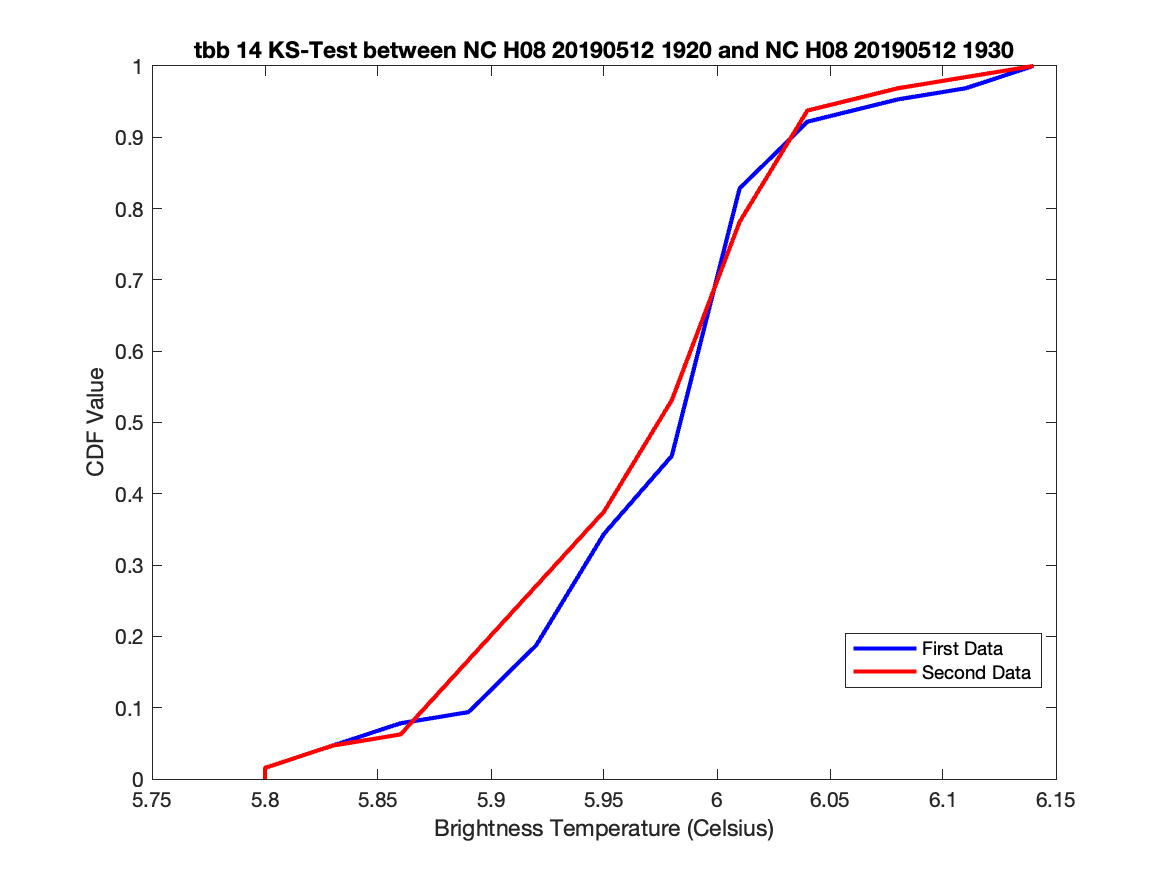 tbb 14 KS-Test between NC H08 20190512 1920 and NC H08 20190512 1930
1
0.9
0.8
0.7
0.6
0.5
0.4
0.3
0.2
0.1
0
CDF Value
First Data
Second Data
5.75 5.8 5.85 5.9 5.95 6 6.05 6.1 6.15
Brightness Temperature (Celsius)